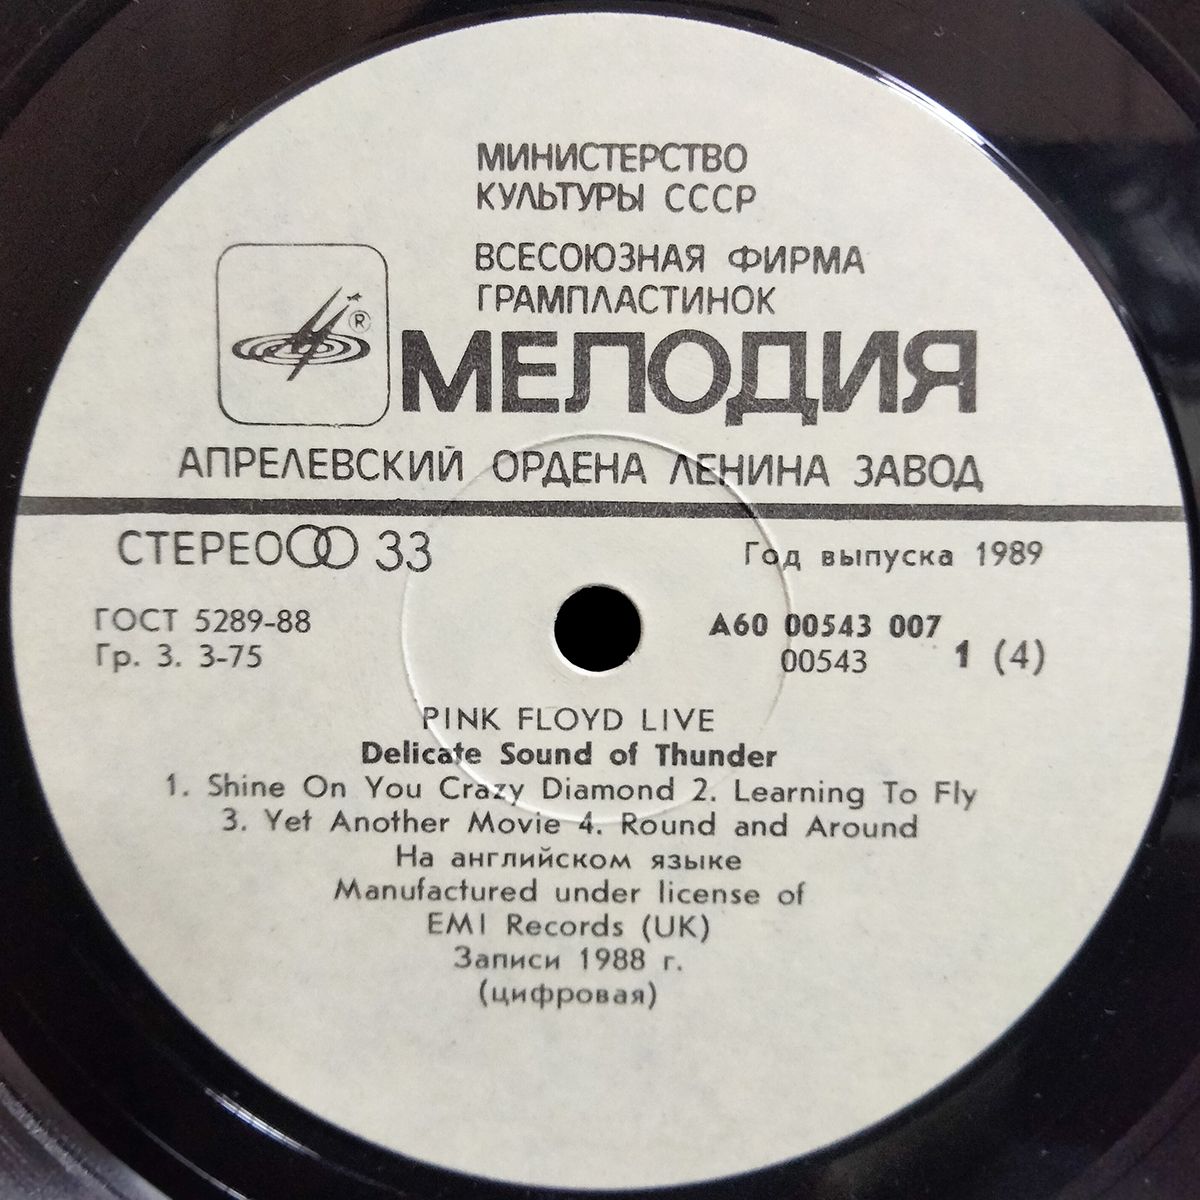 МИНИСТЕРСТВО
КУЛЬТУРЫ СССР
ВСЕСОЮЗНАЯ ФИРМА
ГРАМПЛАСТИНОК
®
МЕЛОДИЯ
АПРЕЛЕВСКИЙ ОРДЕНА ЛЕНИНА ЗАВОД
СТЕРЕО 33
Год выпуска 1989
ГОСТ 5289-88
Гр. 3. 3-75
А60 00543 007
00543 1 (4)
PINK FLOYD LIVE
Delicate Sound of Thunder
1. Shine On You Crazy Diamond 2. Learning To Fly
3. Yet Another Movie 4. Round and Around
На английском языке
Manufactured under license of
EMI Records (UK)
Записи 1988 г.
(цифровая)